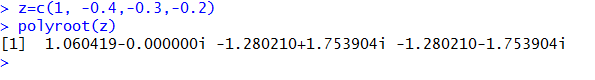 > z=c(1, -0.4,-0.3,-0.2)
> polyroot(z)
[1]  1.060419-0.000000i -1.280210+1.753904i -1.280210-1.753904i
>